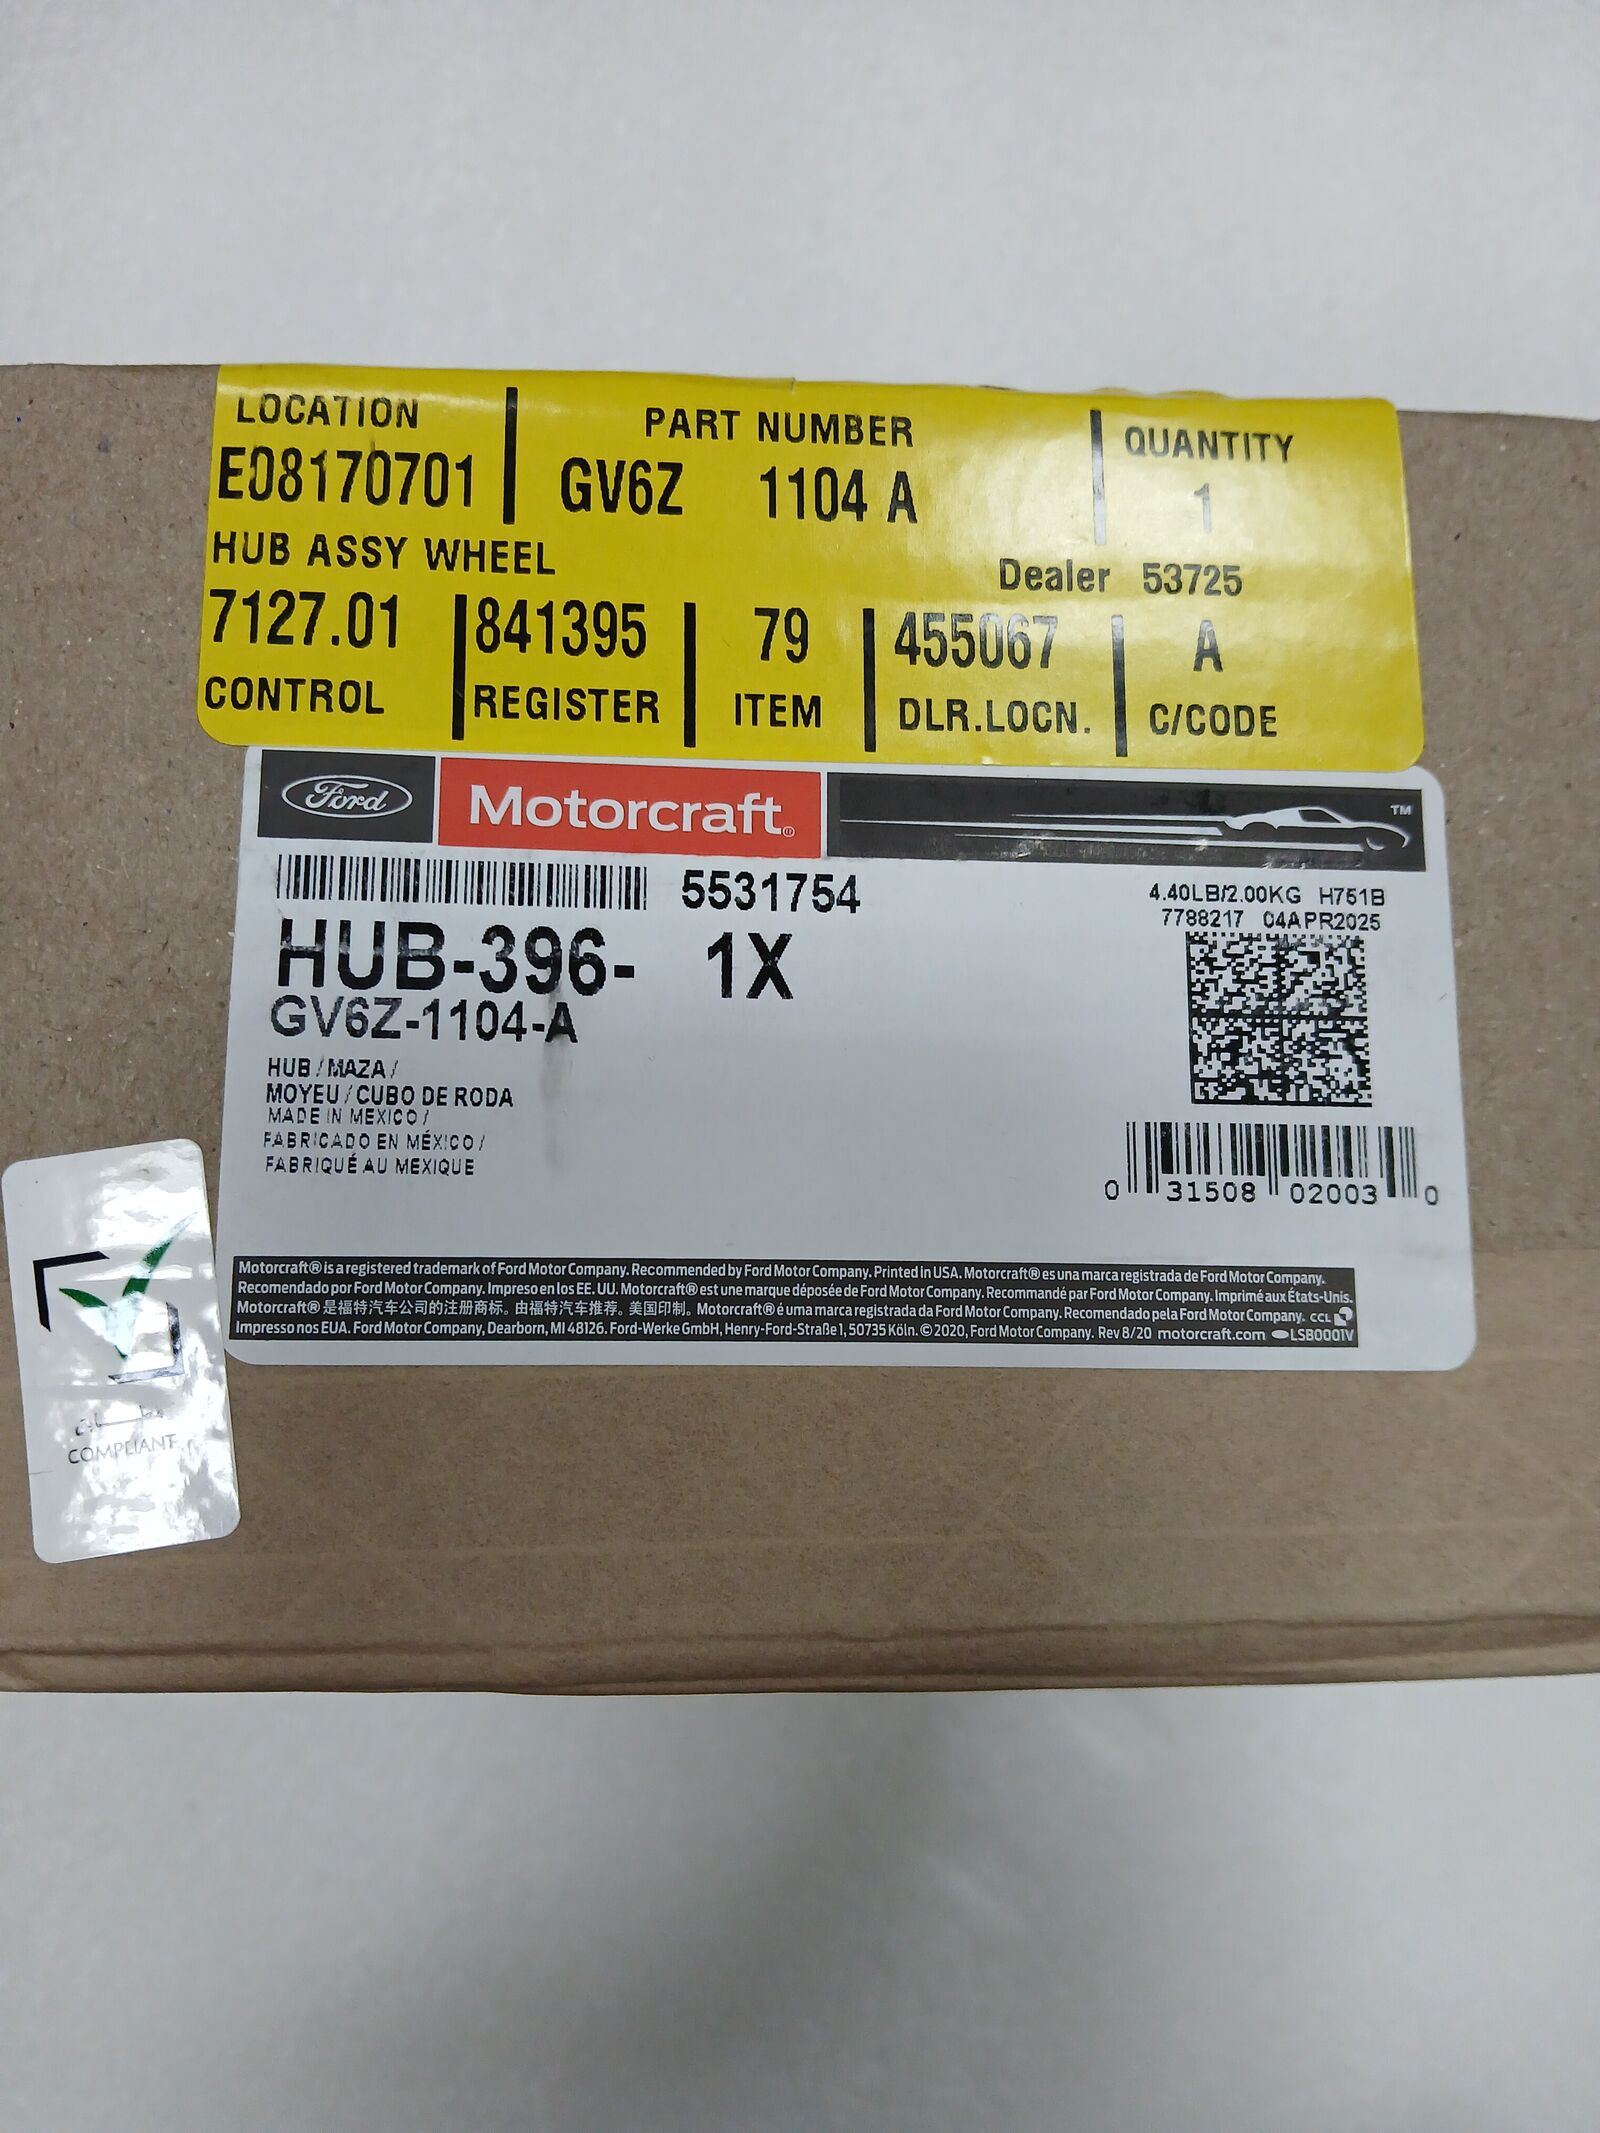 LOCATION PART NUMBER QUANTITY
E08170701 GV6Z 1104 A 1
HUB ASSY WHEEL Dealer 53725
7127.01 841395 79 455067 A
CONTROL REGISTER ITEM DLR.LOCN. C/CODE
Ford Motorcraft® TM
5531754
HUB-396- 1X
GV6Z-1104-A
HUB / MAZA /
MOYEU / CUBO DE RODA
MADE IN MEXICO /
FABRICADO EN MÉXICO /
FABRIQUÉ AU MEXIQUE
4.40LB/2.00KG H751B
7788217 04APR2025
0 31508 02003 0
Motorcraft® is a registered trademark of Ford Motor Company. Recommended by Ford Motor Company. Printed in USA. Motorcraft® es una marca registrada de Ford Motor Company.
Recomendado por Ford Motor Company. Impreso en los EE. UU. Motorcraft® est une marque déposée de Ford Motor Company. Recommandé par Ford Motor Company. Imprimé aux États-Unis.
Motorcraft® 是福特汽车公司的注册商标。由福特汽车推荐。美国印制。Motorcraft® é uma marca registrada da Ford Motor Company. Recomendado pela Ford Motor Company. CCL
Impresso nos EUA. Ford Motor Company, Dearborn, MI 48126. Ford-Werke GmbH, Henry-Ford-Straße 1, 50735 Köln. © 2020, Ford Motor Company. Rev 8/20 motorcraft.com LSB0001V
COMPLIANT